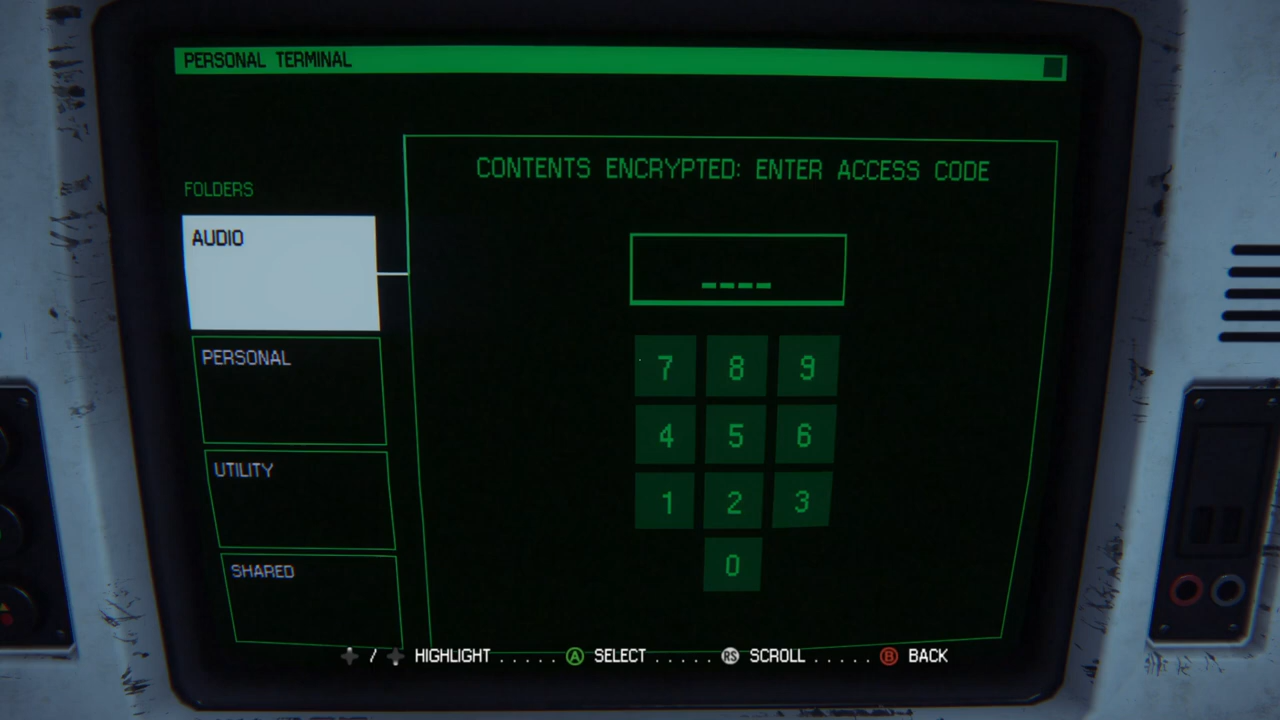 PERSONAL TERMINAL
FOLDERS
AUDIO
PERSONAL
UTILITY
SHARED
CONTENTS ENCRYPTED: ENTER ACCESS CODE
_ _ _ _
7 8 9
4 5 6
1 2 3
0
/ HIGHLIGHT ..... A SELECT ..... RS SCROLL ..... B BACK